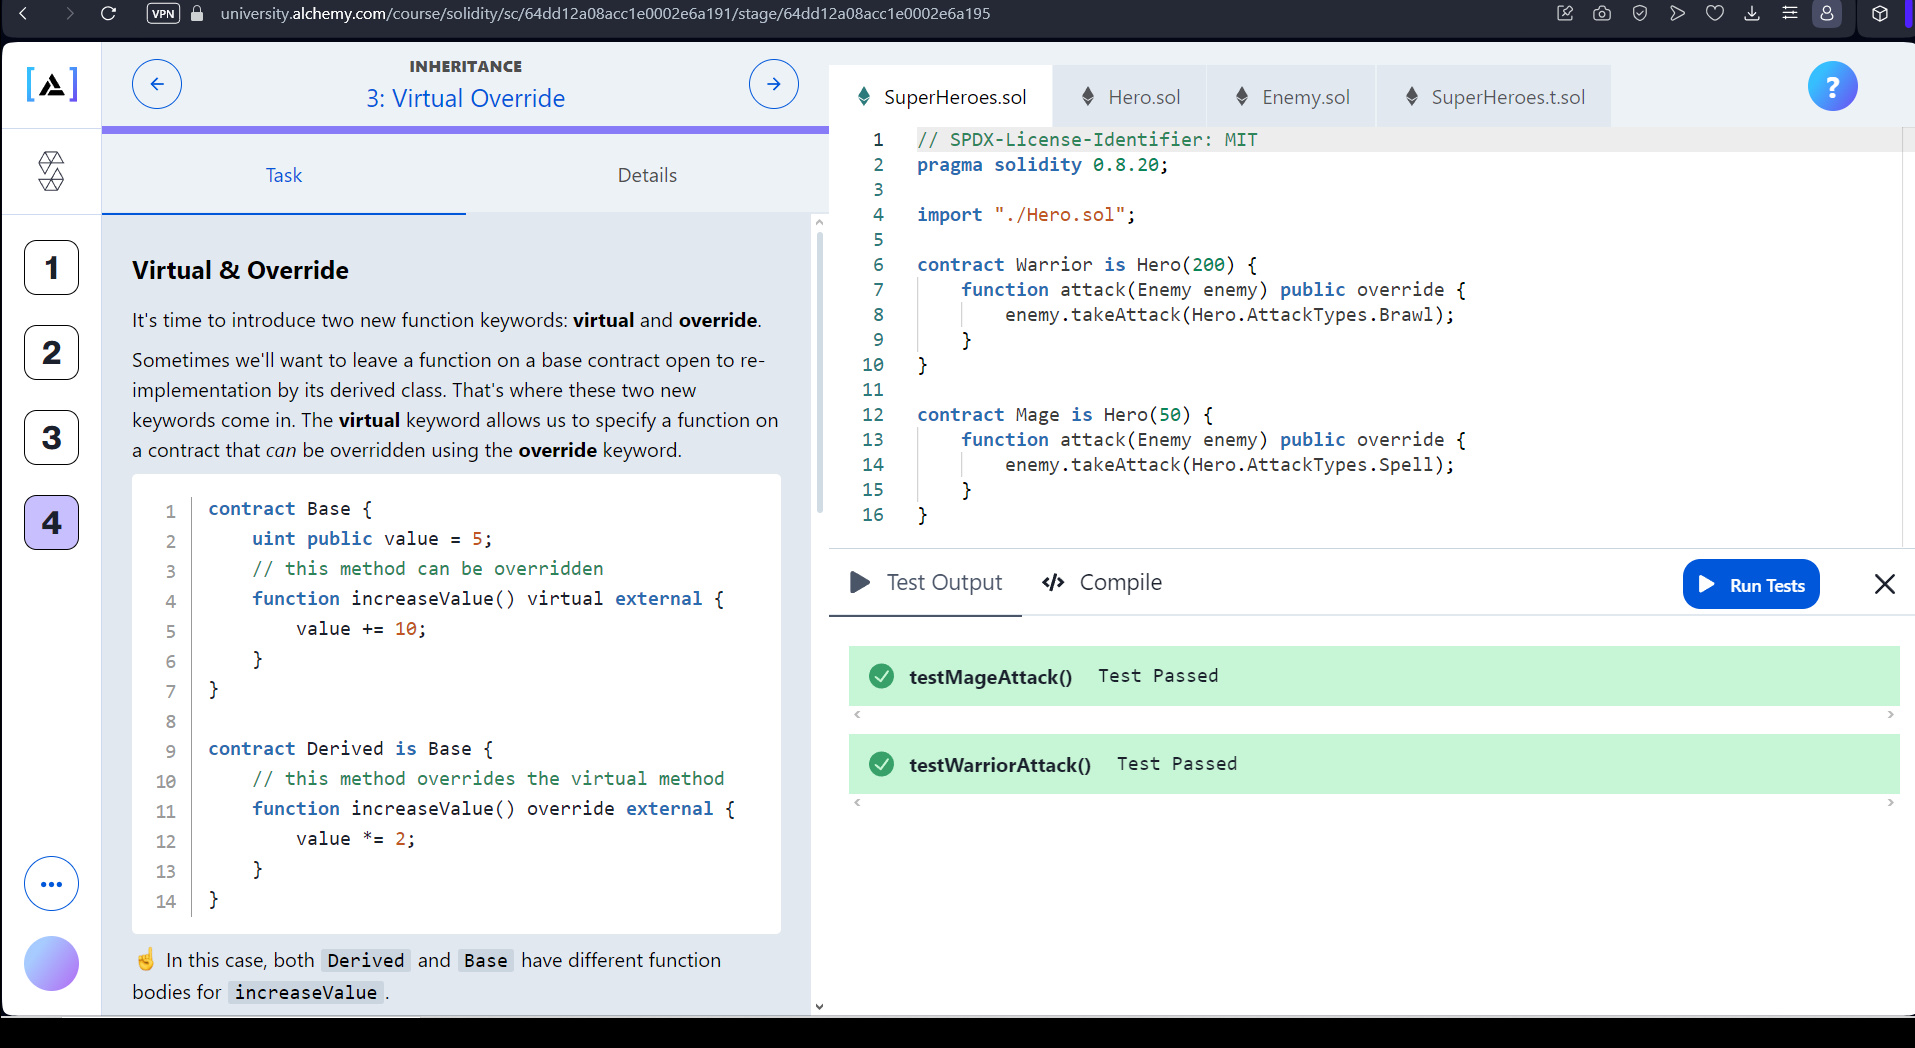 VPN
university.alchemy.com/course/solidity/sc/64dd12a08acc1e0002e6a191/stage/64dd12a08acc1e0002e6a195
INHERITANCE
3: Virtual Override
Task
Details
1
2
3
4
Virtual & Override
It's time to introduce two new function keywords: virtual and override.
Sometimes we'll want to leave a function on a base contract open to re-
implementation by its derived class. That's where these two new
keywords come in. The virtual keyword allows us to specify a function on
a contract that can be overridden using the override keyword.
1 contract Base {
2 uint public value = 5;
3 // this method can be overridden
4 function increaseValue() virtual external {
5 value += 10;
6 }
7 }
8
9 contract Derived is Base {
10 // this method overrides the virtual method
11 function increaseValue() override external {
12 value *= 2;
13 }
14 }
☝ In this case, both Derived and Base have different function
bodies for increaseValue.
SuperHeroes.sol
Hero.sol
Enemy.sol
SuperHeroes.t.sol
?
1 // SPDX-License-Identifier: MIT
2 pragma solidity 0.8.20;
3
4 import "./Hero.sol";
5
6 contract Warrior is Hero(200) {
7 function attack(Enemy enemy) public override {
8 enemy.takeAttack(Hero.AttackTypes.Brawl);
9 }
10 }
11
12 contract Mage is Hero(50) {
13 function attack(Enemy enemy) public override {
14 enemy.takeAttack(Hero.AttackTypes.Spell);
15 }
16 }
Test Output
</> Compile
Run Tests
testMageAttack() Test Passed
testWarriorAttack() Test Passed